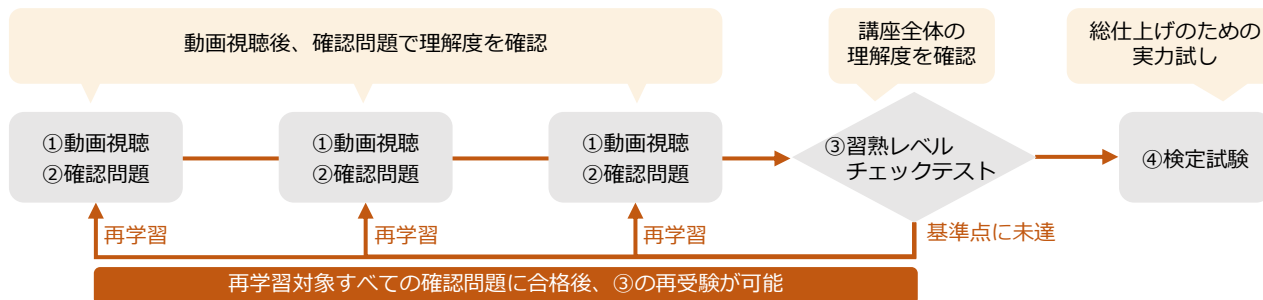 動画視聴後、確認問題で理解度を確認
講座全体の
理解度を確認
総仕上げのための
実力試し
①動画視聴
②確認問題
①動画視聴
②確認問題
①動画視聴
②確認問題
③習熟レベル
チェックテスト
④検定試験
再学習
再学習
再学習
基準点に未達
再学習対象すべての確認問題に合格後、③の再受験が可能